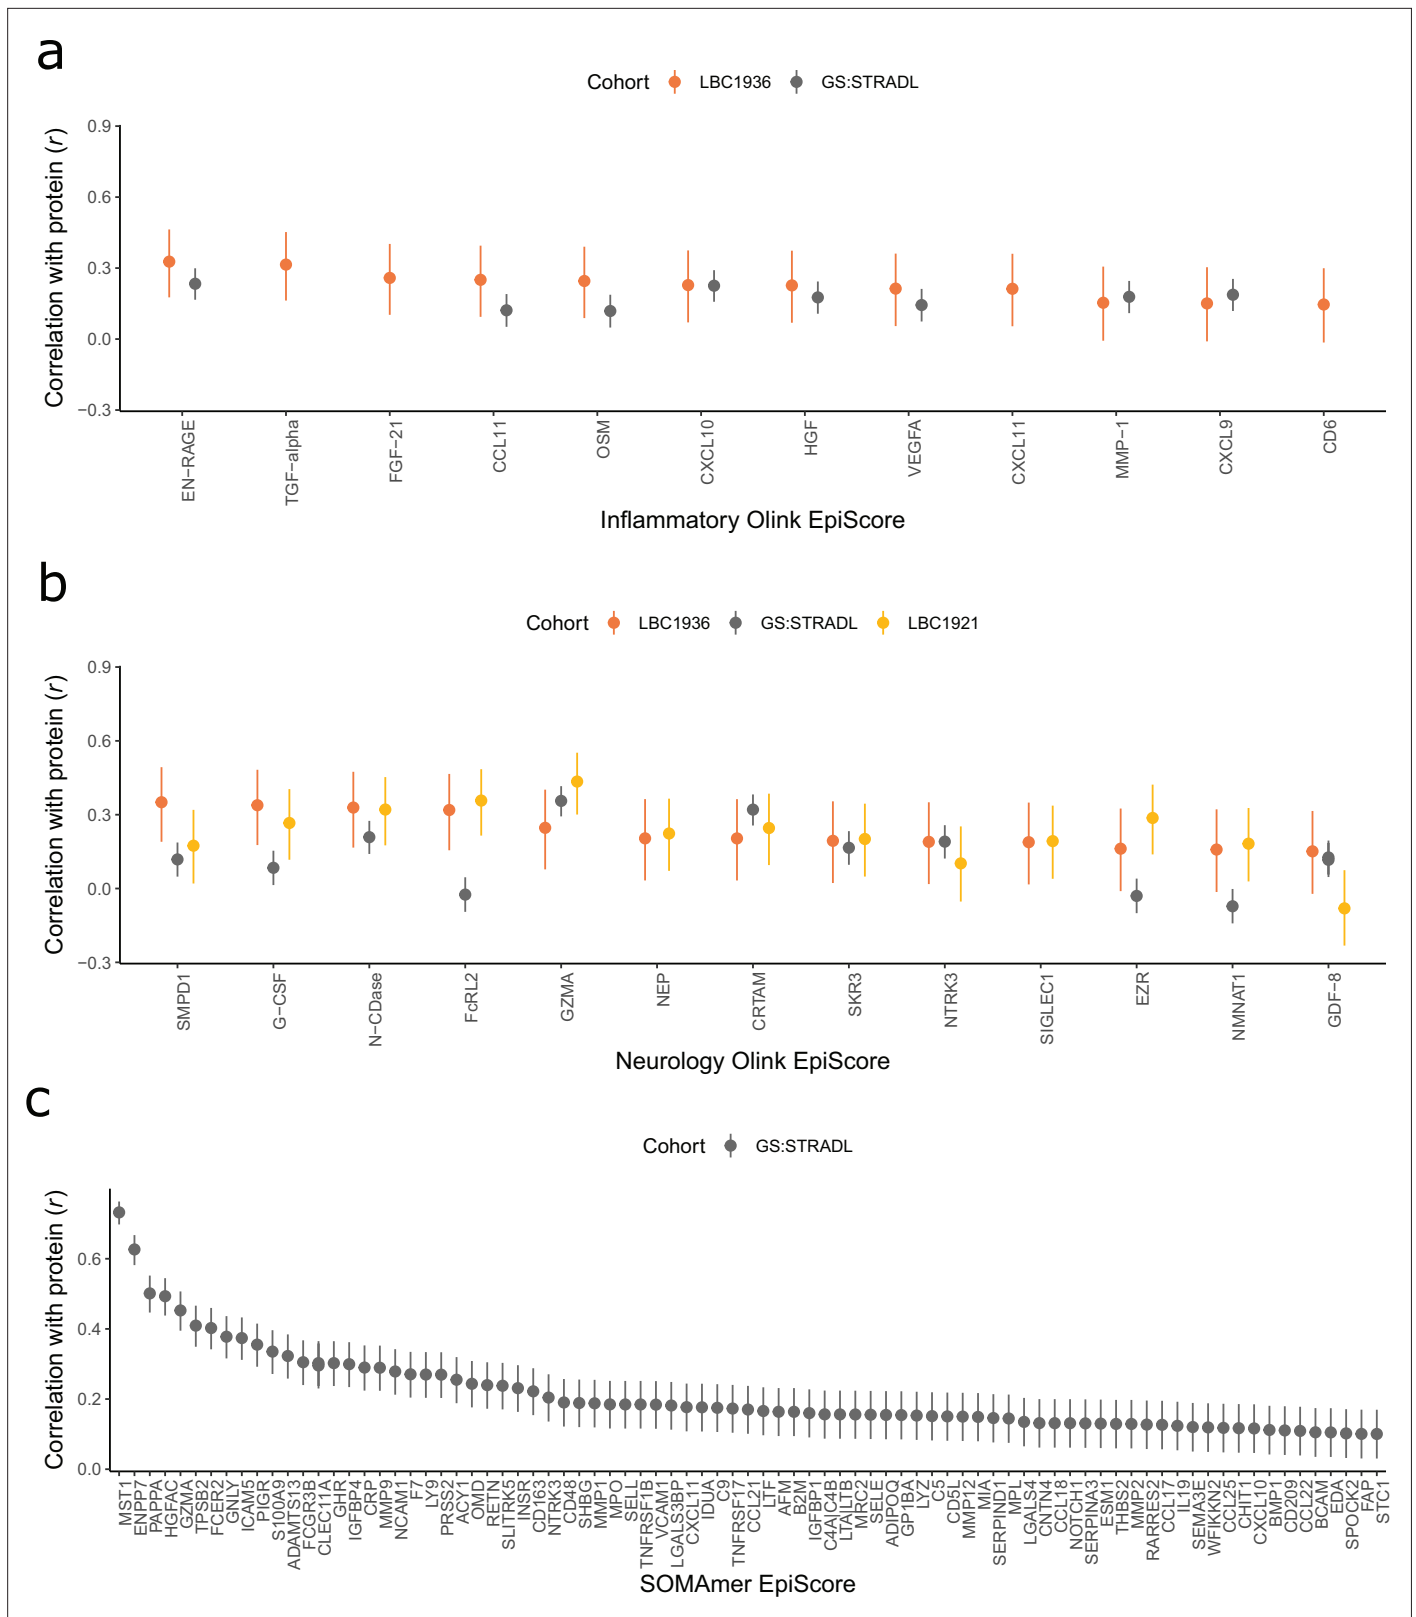 a
Cohort LBC1936 GS:STRADL
Correlation with protein (r)
0.9
0.6
0.3
0.0
−0.3
EN−RAGE
TGF−alpha
FGF−21
CCL11
OSM
CXCL10
HGF
VEGFA
CXCL11
MMP−1
CXCL9
CD6
Inflammatory Olink EpiScore
b
Cohort LBC1936 GS:STRADL LBC1921
Correlation with protein (r)
0.9
0.6
0.3
0.0
−0.3
SMPD1
G−CSF
N−CDase
FcRL2
GZMA
NEP
CRTAM
SKR3
NTRK3
SIGLEC1
EZR
NMNAT1
GDF−8
Neurology Olink EpiScore
c
Cohort GS:STRADL
Correlation with protein (r)
0.6
0.4
0.2
0.0
MST1
ENPP7
PAPPA
HGFAC
GZMA
TPSB2
FCER2
GNLY
ICAM5
PIGR
S100A9
ADAMTS13
FCGR3B
CLEC11A
GHR
IGFBP4
CRP
MMP9
NCAM1
F7
LY9
PRSS2
ACY1
OMD
RETN
SLITRK5
INSR
CD163
NTRK3
CD48
SHBG
MMP1
MPO
SELL
TNFRSF1B
VCAM1
LGALS3BP
CXCL11
IDUA
C9
TNFRSF17
CCL21
LTF
AFM
B2M
IGFBP1
C4A|C4B
LTA|LTB
MRC2
SELE
ADIPOQ
GP1BA
LYZ
C5
CD5L
MMP12
MIA
SERPIND1
MPL
LGALS4
CNTN4
CCL18
NOTCH1
SERPINA3
ESM1
THBS2
MMP2
RARRES2
CCL17
IL19
SEMA3E
WFIKKN2
CCL25
CHIT1
CXCL10
BMP1
CD209
CCL22
BCAM
EDA
SPOCK2
FAP
STC1
SOMAmer EpiScore